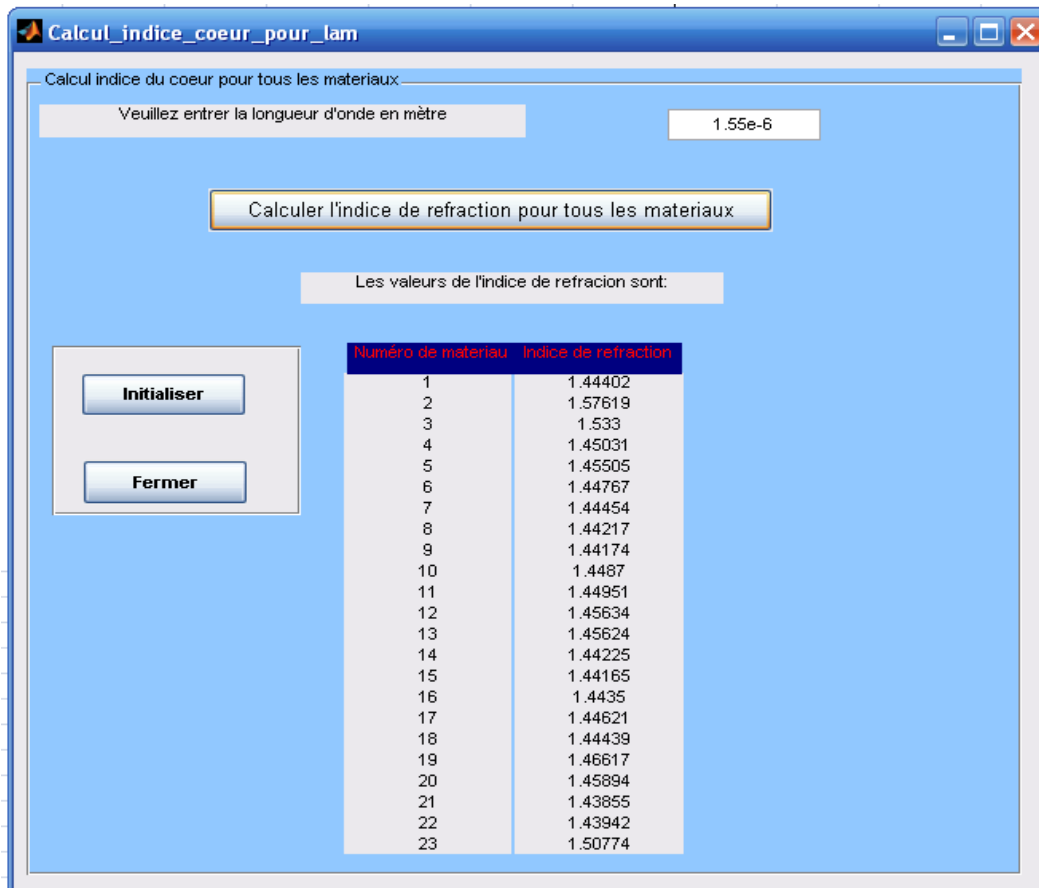 Calcul_indice_coeur_pour_lam
Calcul indice du coeur pour tous les materiaux
Veuillez entrer la longueur d'onde en mètre
1.55e-6
Calculer l'indice de refraction pour tous les materiaux
Les valeurs de l'indice de refracion sont:
Initialiser
Fermer
Numéro de materiau Indice de refraction
1 1.44402
2 1.57619
3 1.533
4 1.45031
5 1.45505
6 1.44767
7 1.44454
8 1.44217
9 1.44174
10 1.4487
11 1.44951
12 1.45634
13 1.45624
14 1.44225
15 1.44165
16 1.4435
17 1.44621
18 1.44439
19 1.46617
20 1.45894
21 1.43855
22 1.43942
23 1.50774